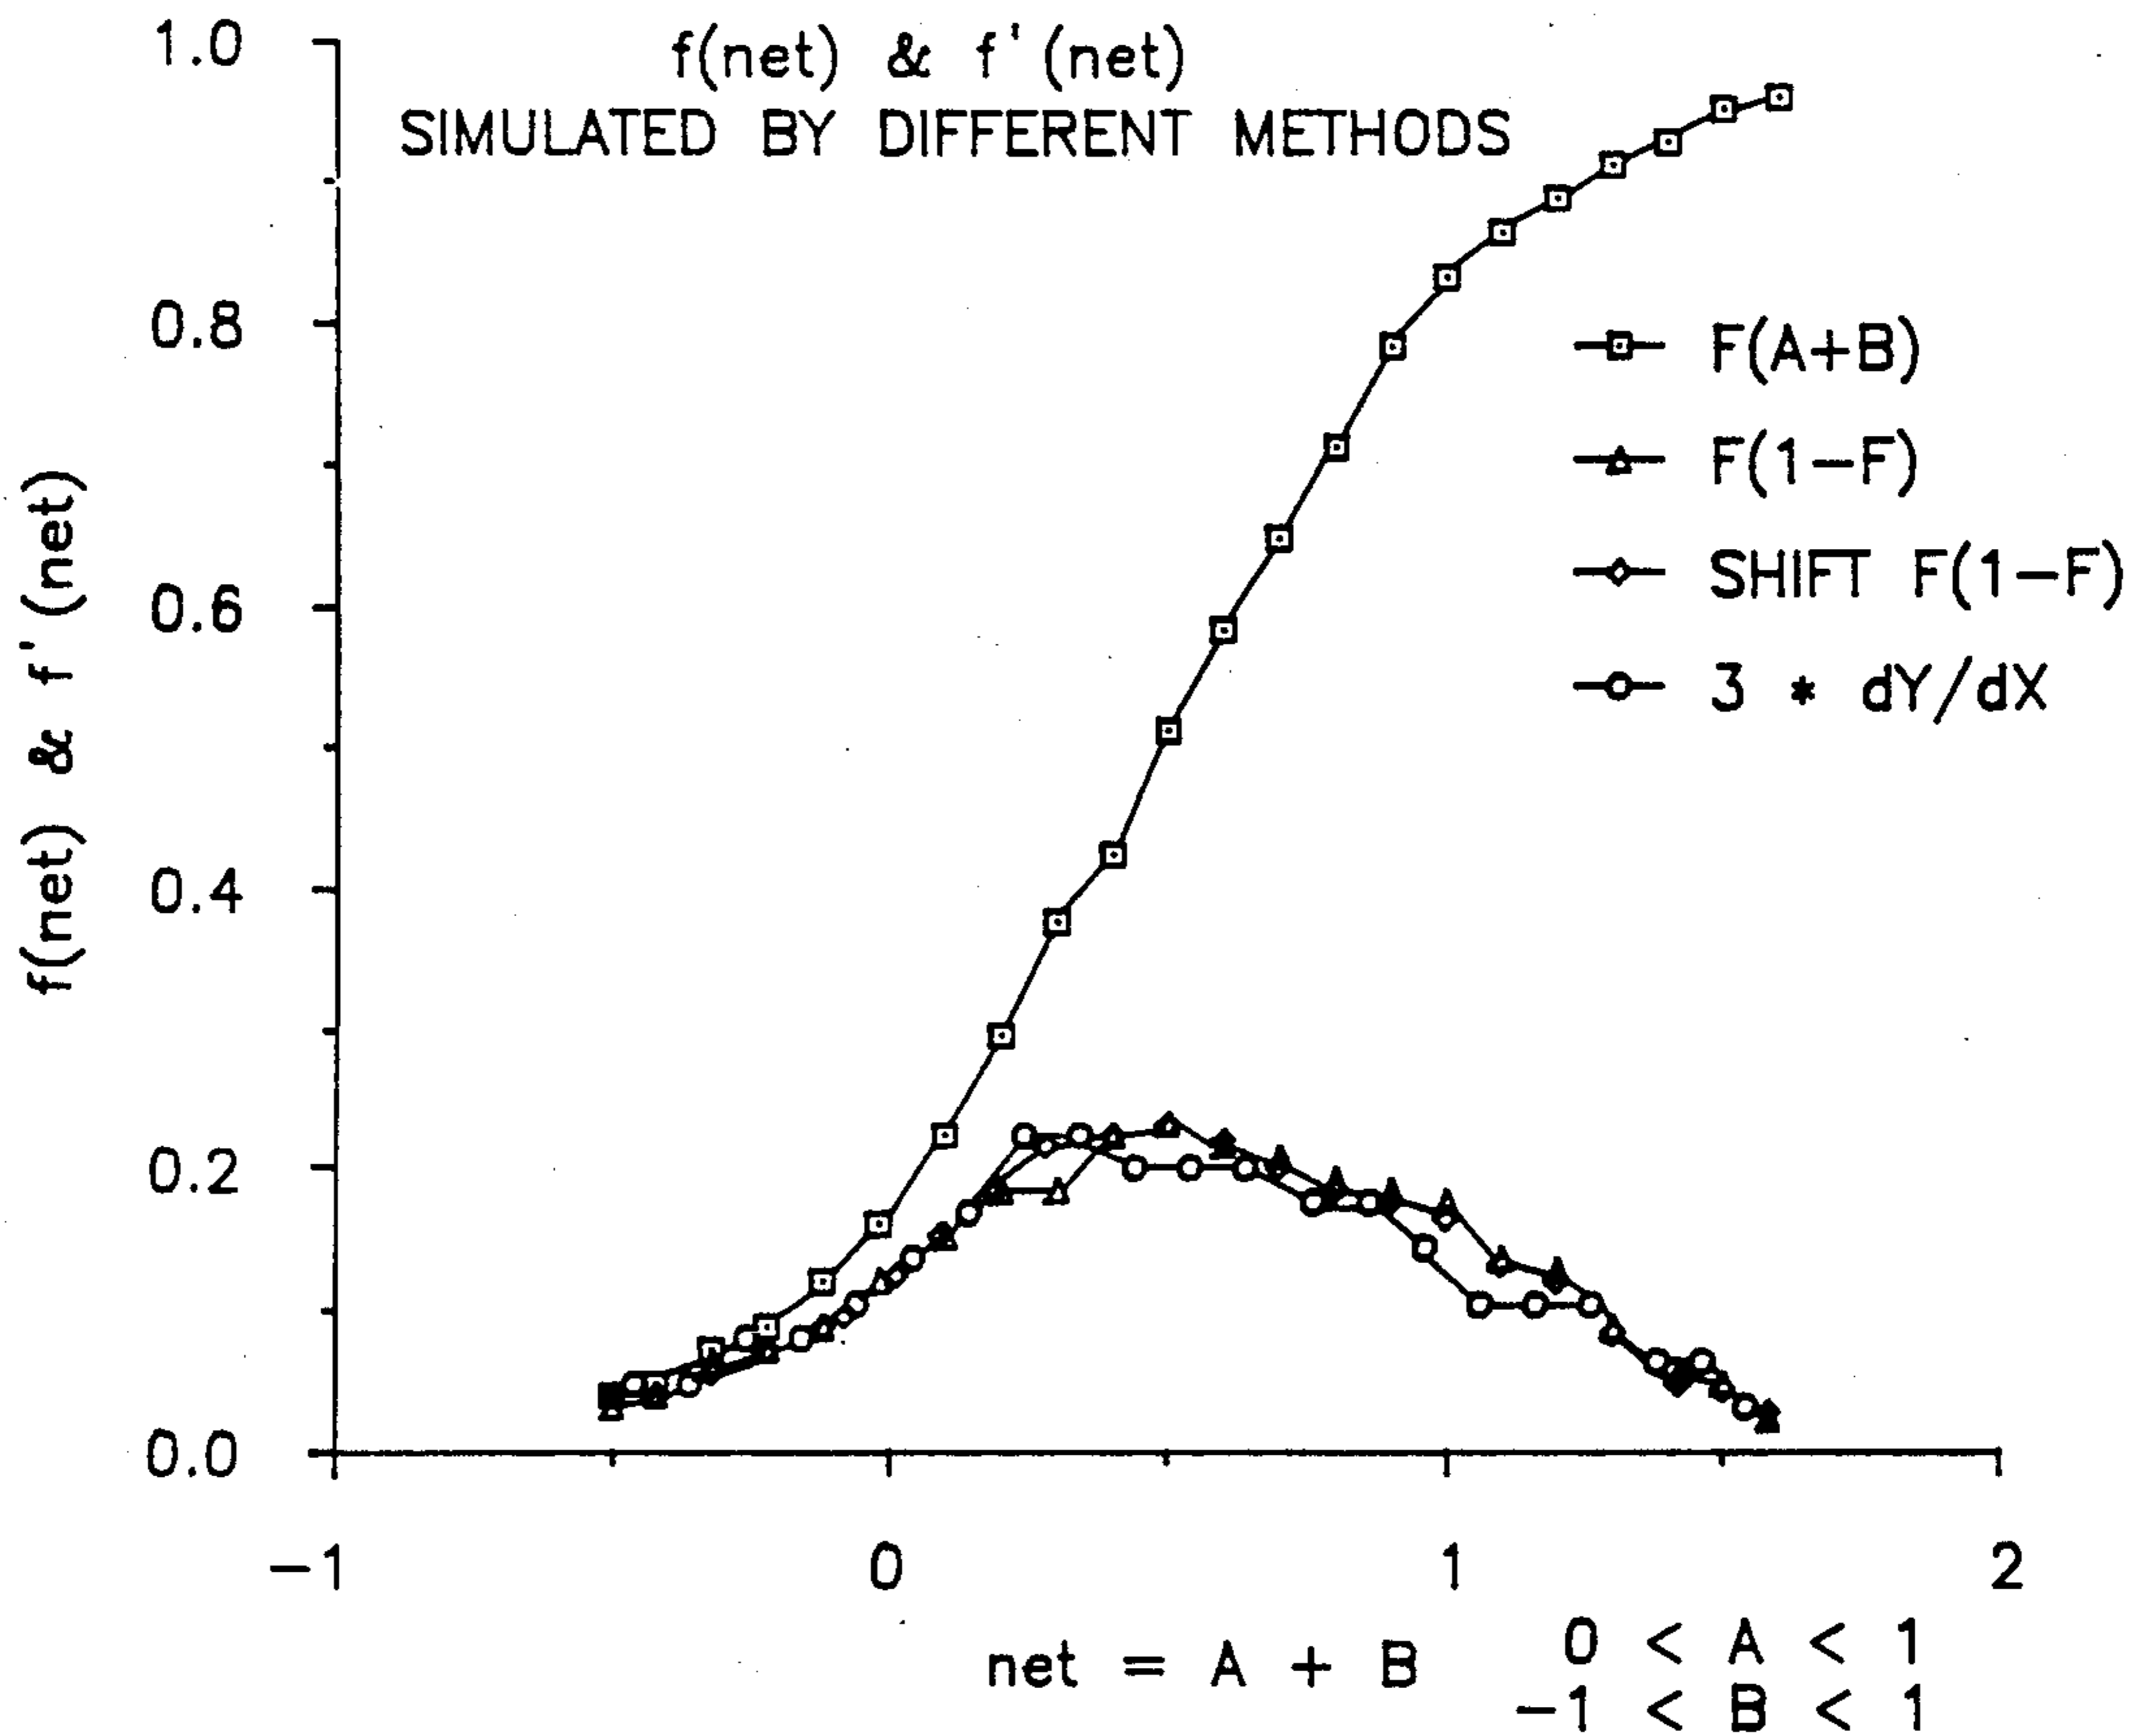 f(net) & f'(net)
SIMULATED BY DIFFERENT METHODS
1.0
0.8
0.6
0.4
0.2
0.0
f(net) & f'(net)
F(A+B)
F(1-F)
SHIFT F(1-F)
3 * dY/dX
-1
0
1
2
net = A + B
0 < A < 1
-1 < B < 1